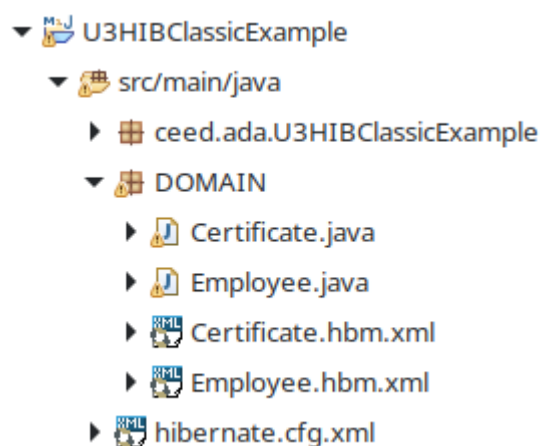 U3HIBClassicExample
src/main/java
ceed.ada.U3HIBClassicExample
DOMAIN
Certificate.java
Employee.java
Certificate.hbm.xml
Employee.hbm.xml
hibernate.cfg.xml